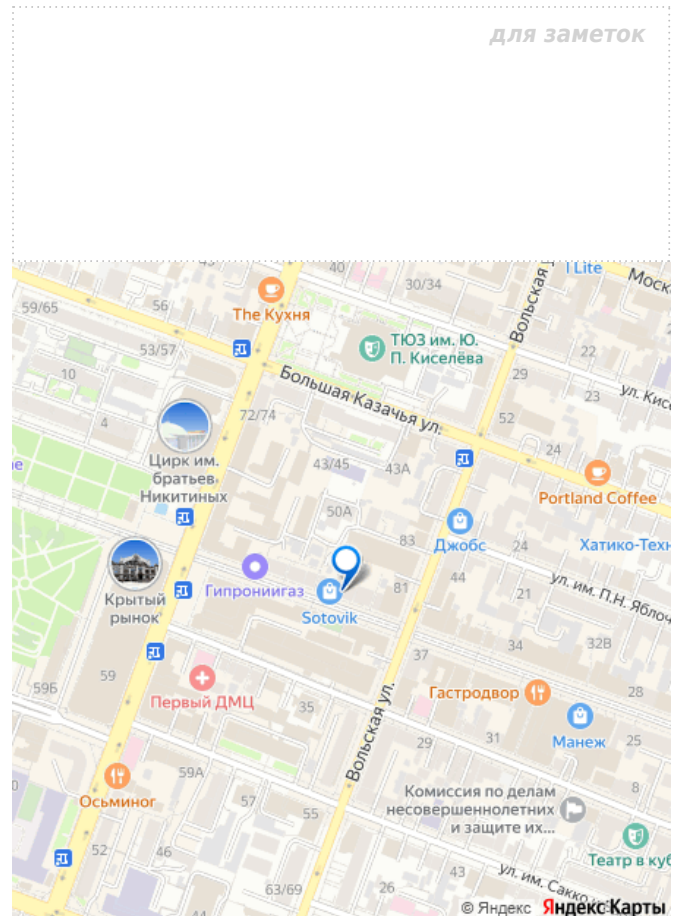 для заметок
40
1 Lite
Моск
30/34
Вольская
59/65
56
The Кухня
ТЮЗ им. Ю.
П. Киселёва
53/57
22
10
Большая Казачья ул.
29
23
ул. Кис
4
72/74
52
24
Цирк им.
братьев
Никитиных
43/45
43А
Portland Coffee
50А
83
Джобс
24
Хатико-Техн
Крытый
рынок
Гипрониигаз
81
44
21
ул. им. П.Н. Яблоч
Sotovik
34
32В
37
59
59Б
Первый ДМЦ
35
Гастродвор
28
Вольская ул.
29
31
Манеж
25
59А
Осьминог
57
55
Комиссия по делам
несовершеннолетних
и защите их...
8
Театр в куб
52
46
63/69
26
43
ул. им. Сакко
© Яндекс Яндекс Карты